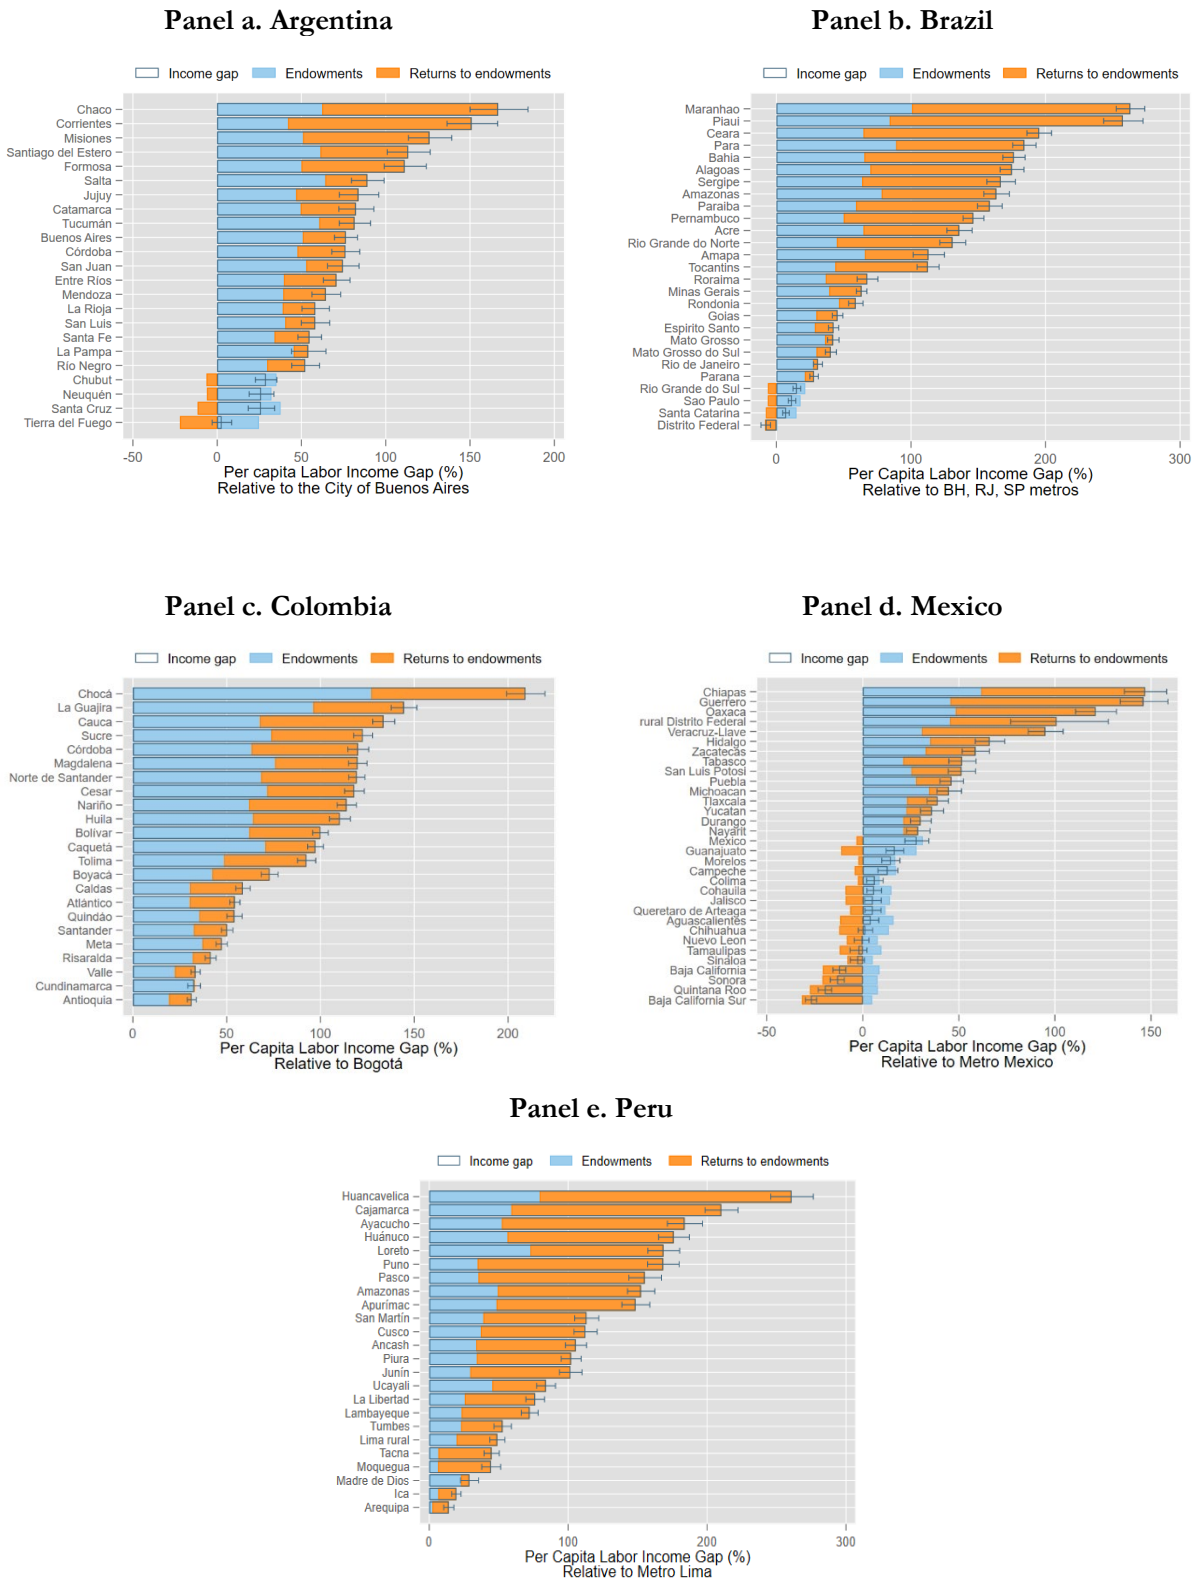 Panel a. Argentina
Income gap Endowments Returns to endowments
Chaco
Corrientes
Misiones
Santiago del Estero
Formosa
Salta
Jujuy
Catamarca
Tucumán
Buenos Aires
Córdoba
San Juan
Entre Ríos
Mendoza
La Rioja
San Luis
Santa Fe
La Pampa
Río Negro
Chubut
Neuquén
Santa Cruz
Tierra del Fuego
-50 0 50 100 150 200
Per capita Labor Income Gap (%)
Relative to the City of Buenos Aires
Panel b. Brazil
Income gap Endowments Returns to endowments
Maranhao
Piaui
Ceara
Para
Bahia
Alagoas
Sergipe
Amazonas
Paraiba
Pernambuco
Acre
Rio Grande do Norte
Amapa
Tocantins
Roraima
Minas Gerais
Rondonia
Goias
Espirito Santo
Mato Grosso
Mato Grosso do Sul
Rio de Janeiro
Parana
Rio Grande do Sul
Sao Paulo
Santa Catarina
Distrito Federal
0 100 200 300
Per Capita Labor Income Gap (%)
Relative to BH, RJ, SP metros
Panel c. Colombia
Income gap Endowments Returns to endowments
Chocá
La Guajira
Cauca
Sucre
Córdoba
Magdalena
Norte de Santander
Cesar
Nariño
Huila
Bolívar
Caquetà
Tolima
Boyacá
Caldas
Atlántico
Quindáo
Santander
Meta
Risaralda
Valle
Cundinamarca
Antioquia
0 50 100 150 200
Per Capita Labor Income Gap (%)
Relative to Bogotá
Panel d. Mexico
Income gap Endowments Returns to endowments
Chiapas
Guerrero
Oaxaca
rural Distrito Federal
Veracruz-Llave
Hidalgo
Zacatecas
Tabasco
San Luis Potosi
Puebla
Michoacan
Tlaxcala
Yucatan
Durango
Nayarit
Mexico
Guanajuato
Morelos
Campeche
Colima
Cohauila
Jalisco
Queretaro de Arteaga
Aguascalientes
Chihuahua
Nuevo Leon
Tamaulipas
Sinaloa
Baja California
Sonora
Quintana Roo
Baja California Sur
-50 0 50 100 150
Per Capita Labor Income Gap (%)
Relative to Metro Mexico
Panel e. Peru
Income gap Endowments Returns to endowments
Huancavelica
Cajamarca
Ayacucho
Huánuco
Loreto
Puno
Pasco
Amazonas
Apurímac
San Martín
Cusco
Ancash
Piura
Junín
Ucayali
La Libertad
Lambayeque
Tumbes
Lima rural
Tacna
Moquegua
Madre de Dios
Ica
Arequipa
0 100 200 300
Per Capita Labor Income Gap (%)
Relative to Metro Lima